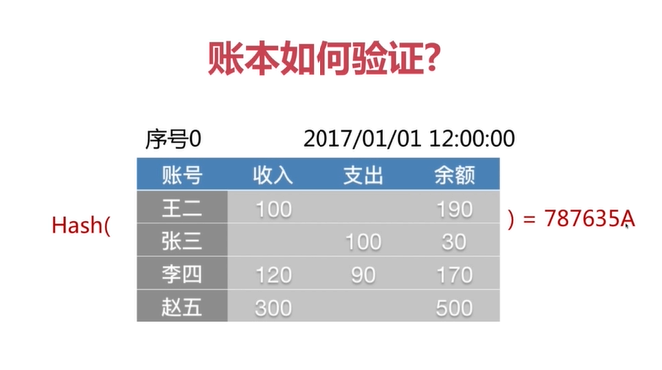 账本如何验证?
序号0 2017/01/01 12:00:00
账号 收入 支出 余额
王二 100 190
张三 100 30
李四 120 90 170
赵五 300 500
Hash( ) = 787635A